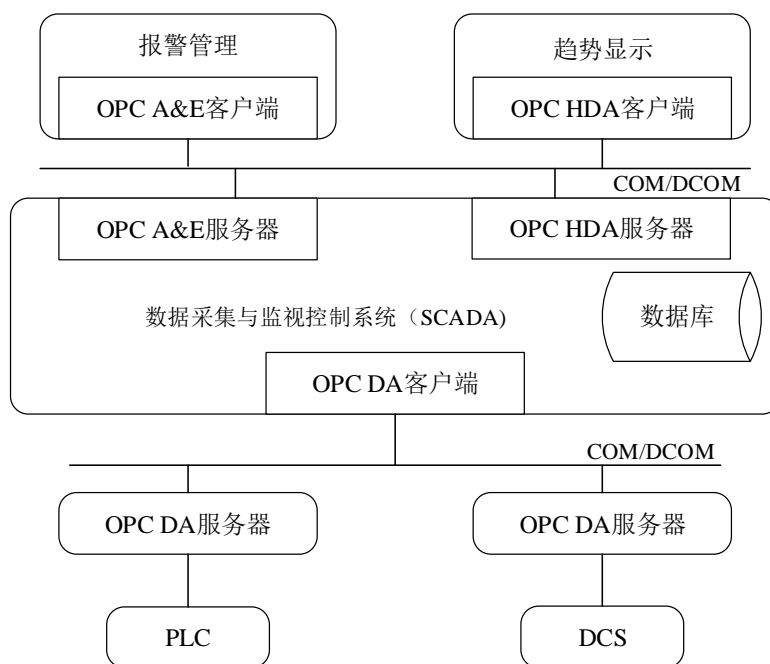 报警管理
趋势显示
OPC A&E客户端
OPC HDA客户端
COM/DCOM
OPC A&E服务器
OPC HDA服务器
数据采集与监视控制系统（SCADA)
数据库
OPC DA客户端
COM/DCOM
OPC DA服务器
OPC DA服务器
PLC
DCS